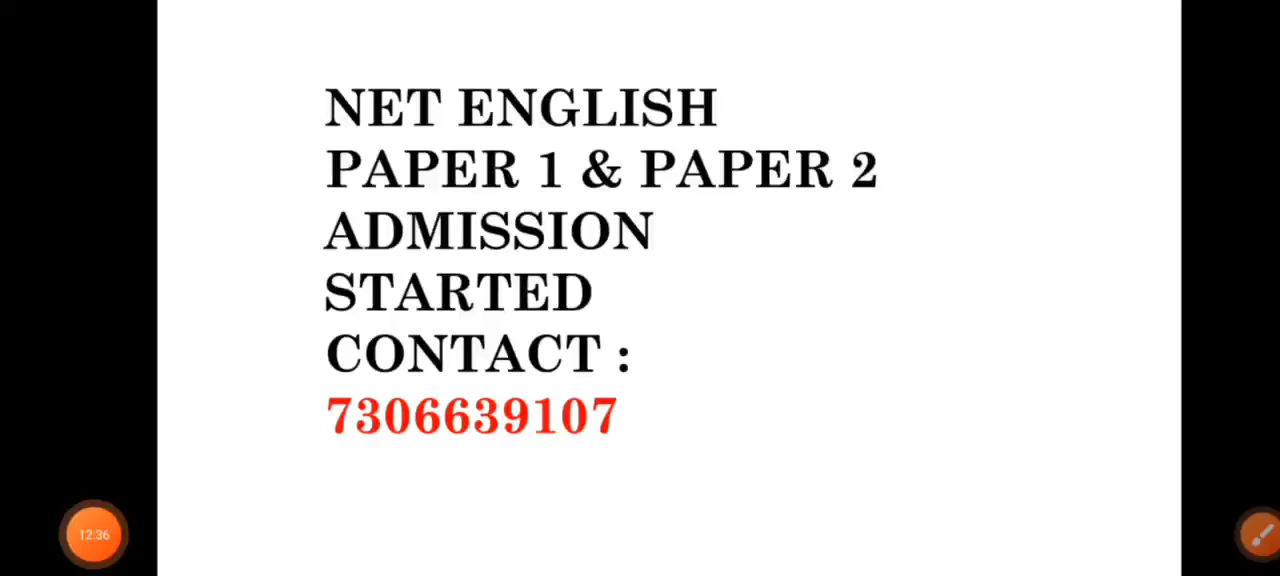 NET ENGLISH
PAPER 1 & PAPER 2
ADMISSION
STARTED
CONTACT :
7306639107
12:36